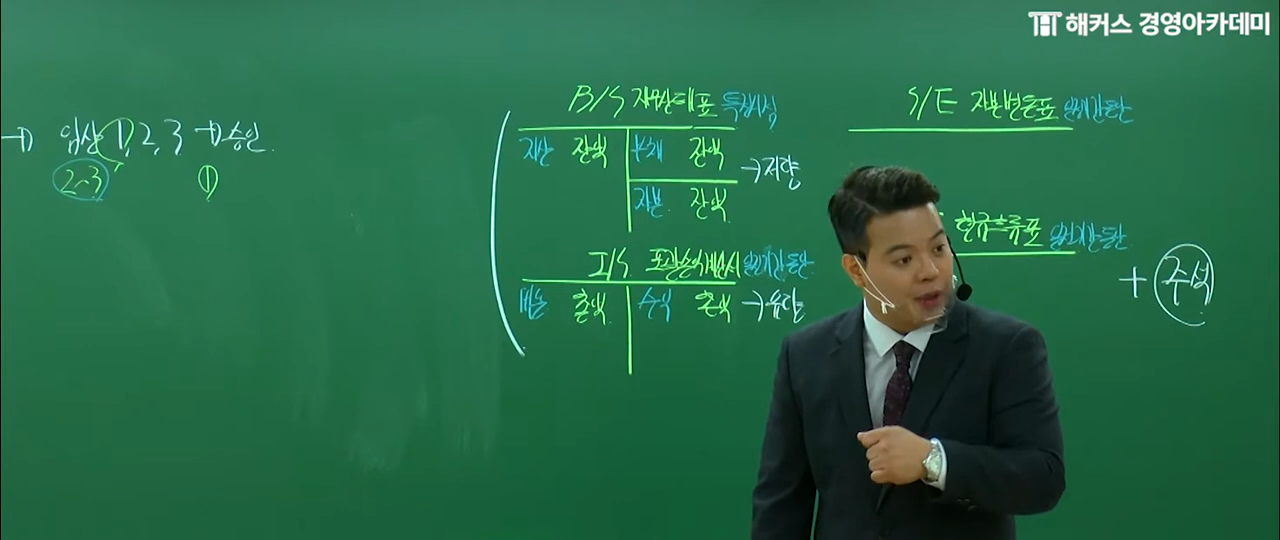 해커스 경영아카데미
→ 임상 1, 2, 3 → 승인
2~3 ①
B/S 재무상태표 특정시점
자산 잔액 부채 잔액 → 저량
자본 잔액
I/S 포괄손익계산서 일정기간 동안
비용 총액 수익 총액 → 유량
S/E 자본변동표 일정기간 동안
현금흐름표 일정기간 동안
+ 주석